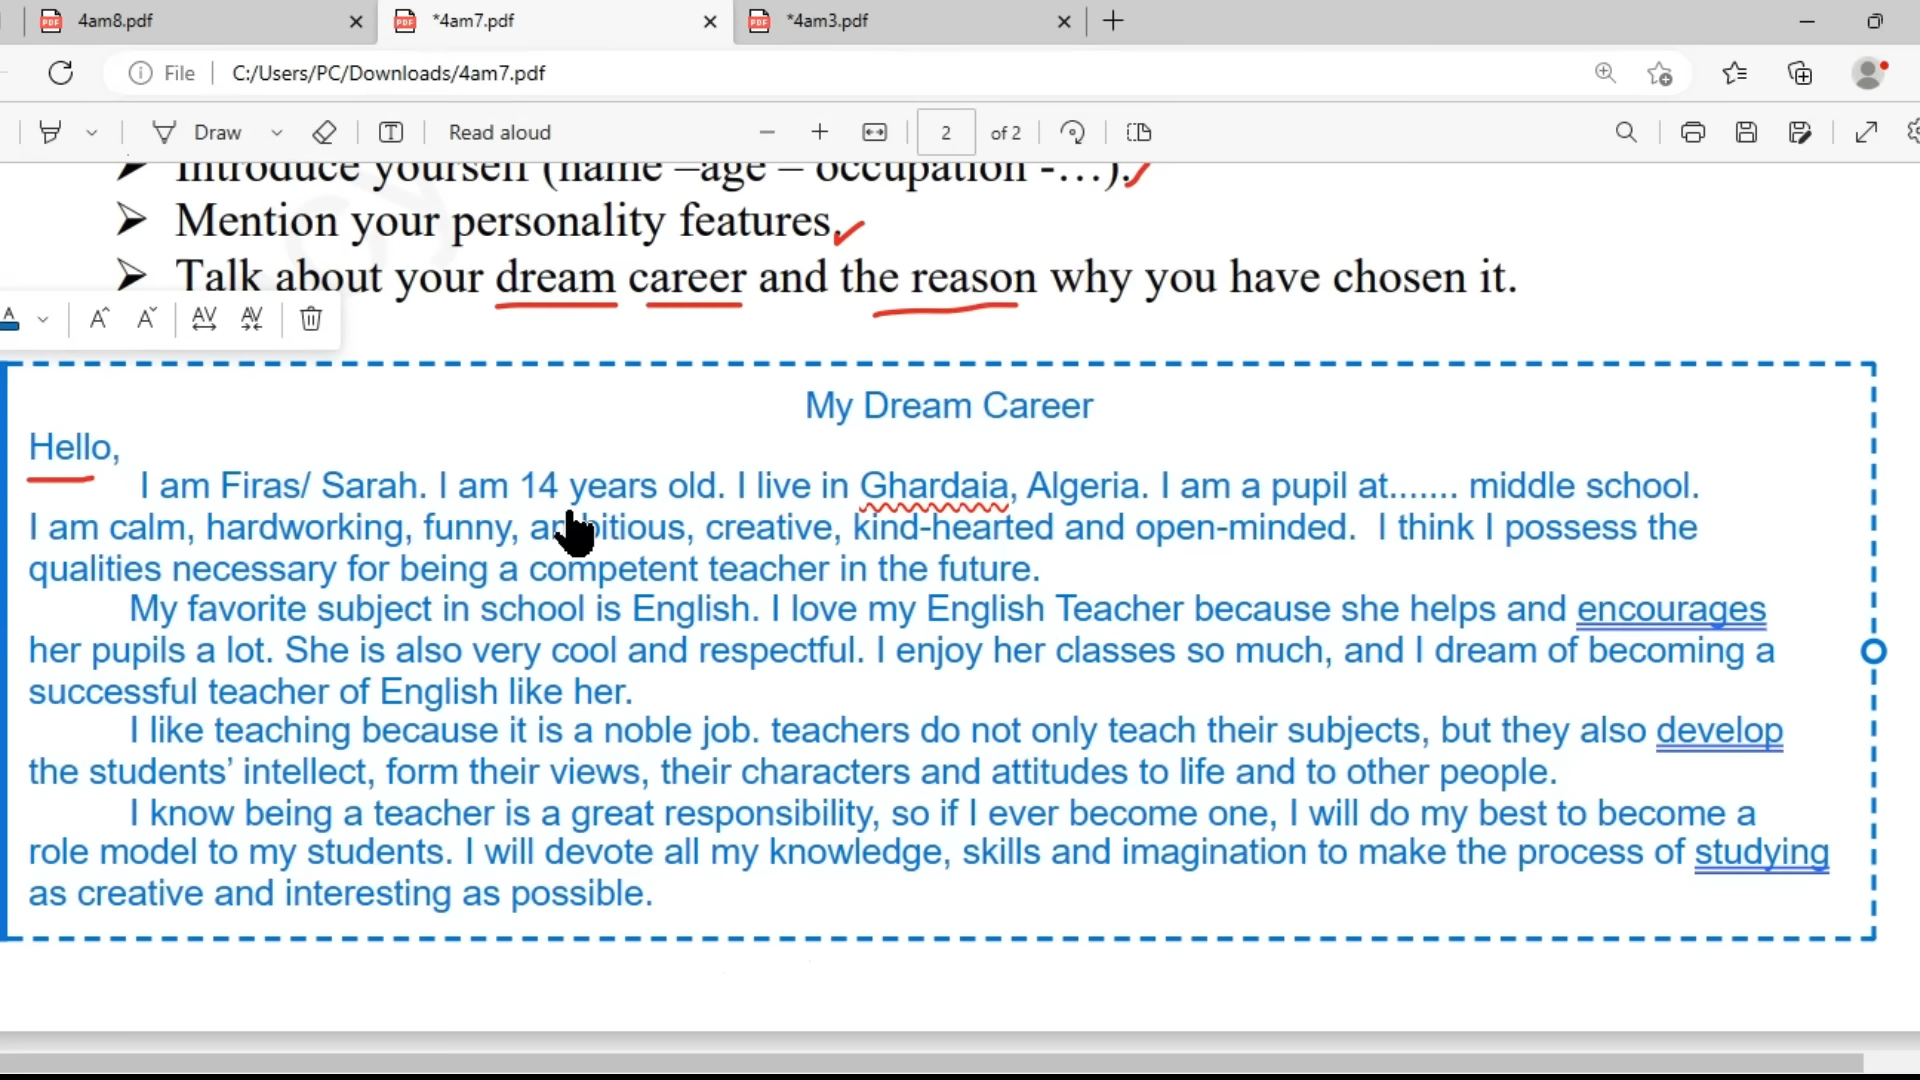 4am8.pdf
*4am7.pdf
*4am3.pdf
File
C:/Users/PC/Downloads/4am7.pdf
Draw
Read aloud
2
of 2
Introduce yourself (name –age – occupation -…).
Mention your personality features.
Talk about your dream career and the reason why you have chosen it.
My Dream Career
Hello,
I am Firas/ Sarah. I am 14 years old. I live in Ghardaia, Algeria. I am a pupil at....... middle school.
I am calm, hardworking, funny, ambitious, creative, kind-hearted and open-minded. I think I possess the
qualities necessary for being a competent teacher in the future.
My favorite subject in school is English. I love my English Teacher because she helps and encourages
her pupils a lot. She is also very cool and respectful. I enjoy her classes so much, and I dream of becoming a
successful teacher of English like her.
I like teaching because it is a noble job. teachers do not only teach their subjects, but they also develop
the students’ intellect, form their views, their characters and attitudes to life and to other people.
I know being a teacher is a great responsibility, so if I ever become one, I will do my best to become a
role model to my students. I will devote all my knowledge, skills and imagination to make the process of studying
as creative and interesting as possible.